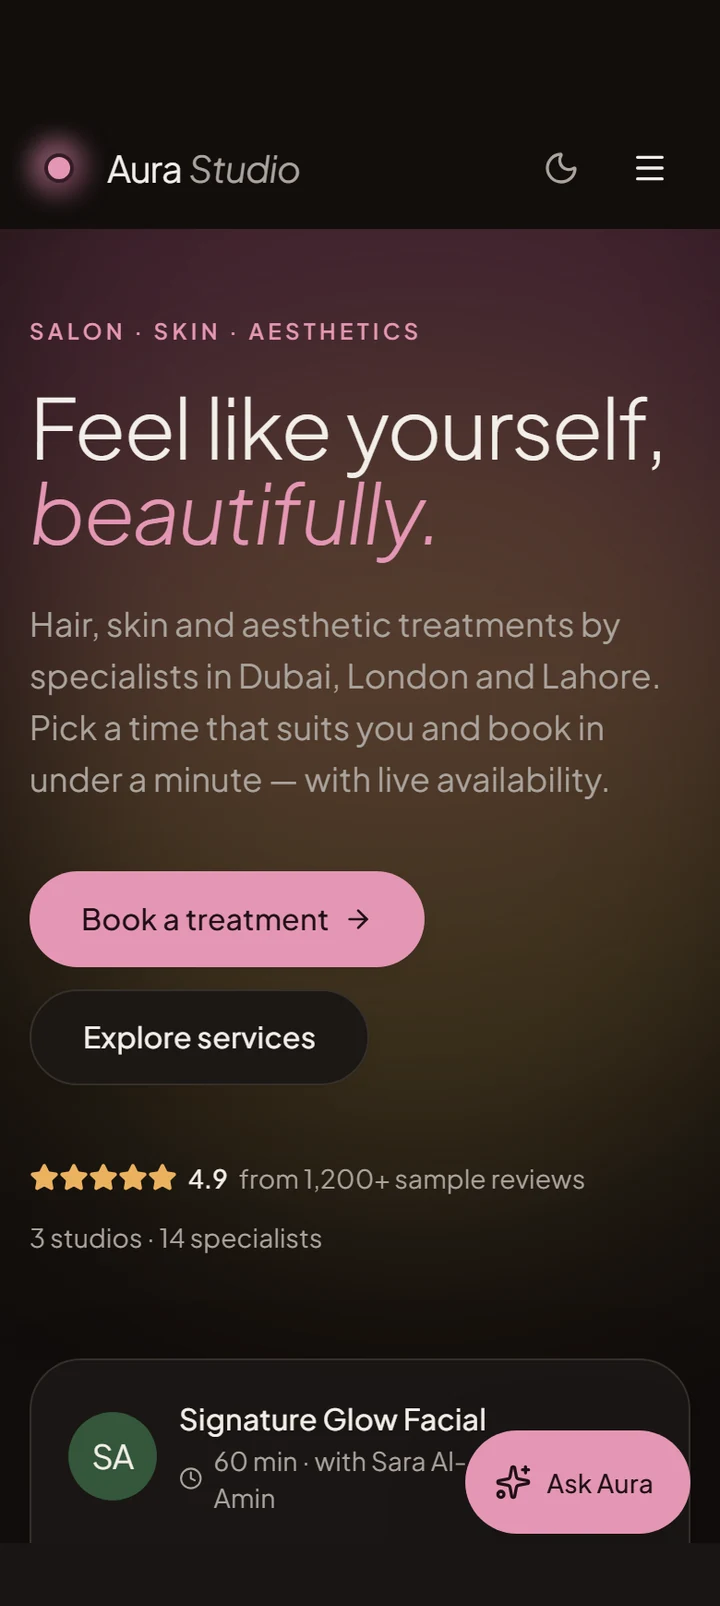 Aura Studio
SALON · SKIN · AESTHETICS
Feel like yourself,
beautifully.
Hair, skin and aesthetic treatments by
specialists in Dubai, London and Lahore.
Pick a time that suits you and book in
under a minute — with live availability.
Book a treatment →
Explore services
4.9 from 1,200+ sample reviews
3 studios · 14 specialists
SA
Signature Glow Facial
60 min · with Sara Al-
Amin
Ask Aura